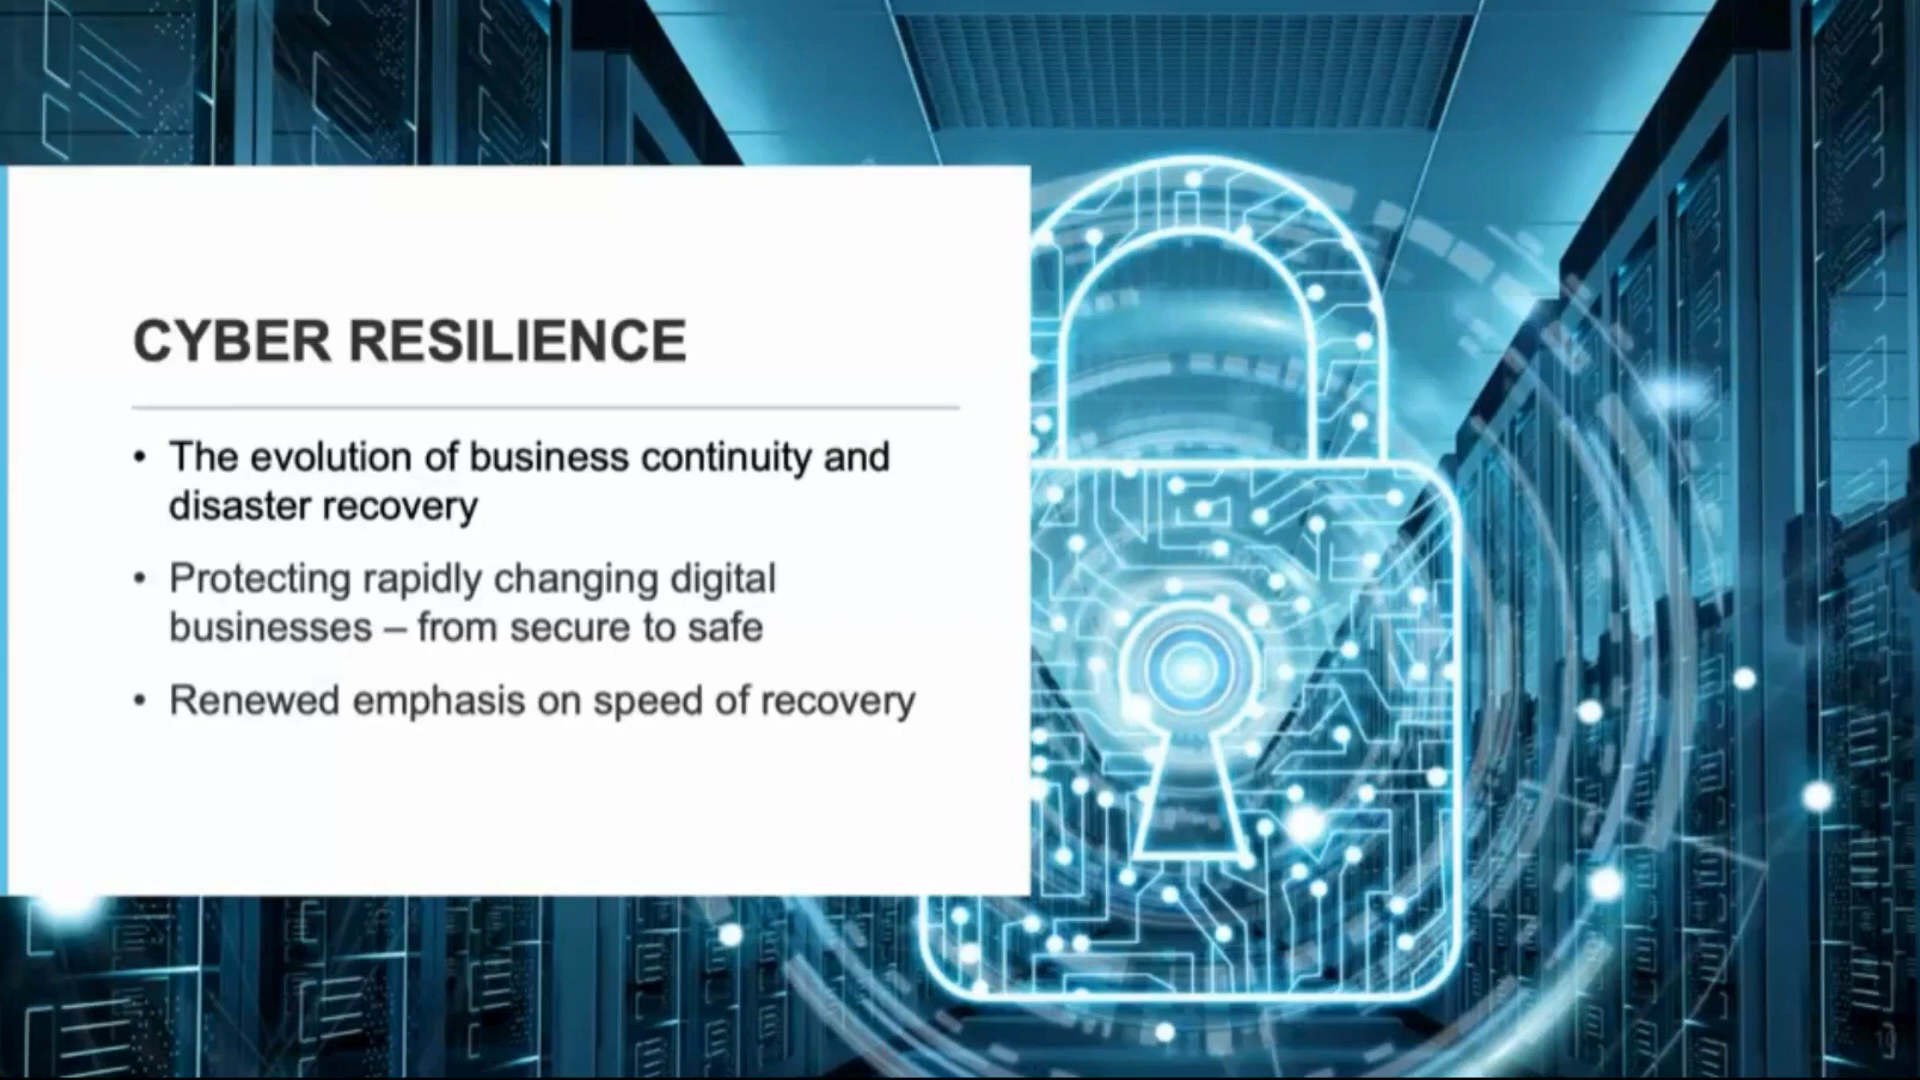 CYBER RESILIENCE
• The evolution of business continuity and
disaster recovery
• Protecting rapidly changing digital
businesses – from secure to safe
• Renewed emphasis on speed of recovery